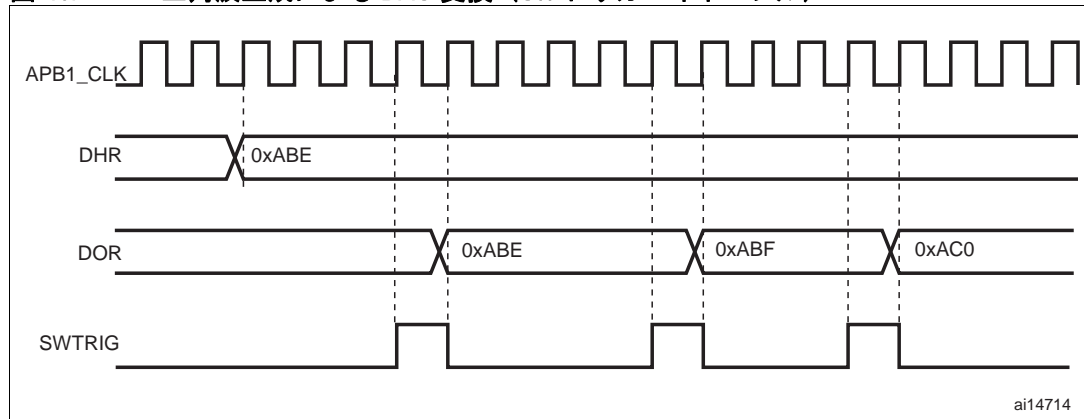 APB1_CLK
DHR
0xABE
DOR
0xABE
0xABF
0xAC0
SWTRIG
ai14714